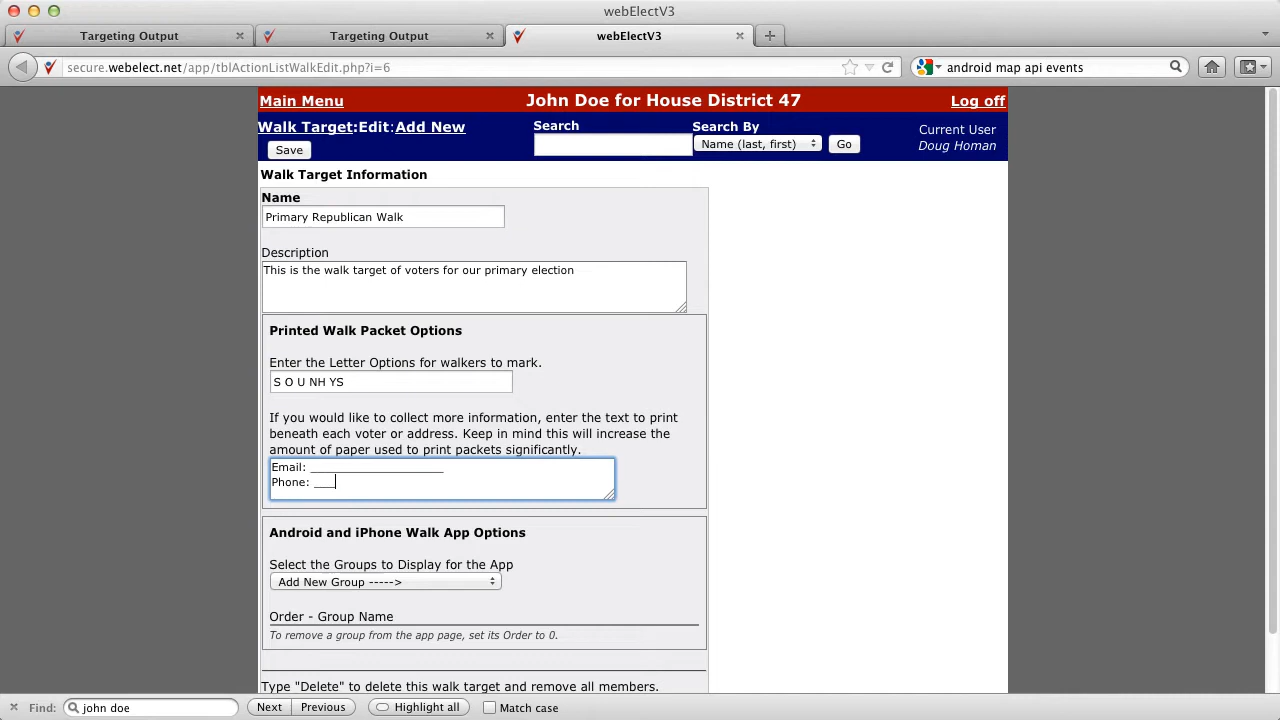 webElectV3
Targeting Output
Targeting Output
webElectV3
secure.webelect.net/app/tblActionListWalkEdit.php?i=6
android map api events
Main Menu
John Doe for House District 47
Log off
Walk Target:Edit:Add New
Search
Search By
Current User
Save
Name (last, first)
Go
Doug Homan
Walk Target Information
Name
Primary Republican Walk
Description
This is the walk target of voters for our primary election
Printed Walk Packet Options
Enter the Letter Options for walkers to mark.
S O U NH YS
If you would like to collect more information, enter the text to print
beneath each voter or address. Keep in mind this will increase the
amount of paper used to print packets significantly.
Email: ___________________
Phone: ___
Android and iPhone Walk App Options
Select the Groups to Display for the App
Add New Group ----->
Order - Group Name
To remove a group from the app page, set its Order to 0.
Type "Delete" to delete this walk target and remove all members.
Find:
john doe
Next
Previous
Highlight all
Match case